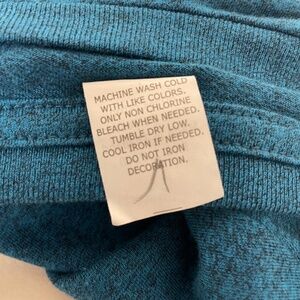 MACHINE WASH COLD
WITH LIKE COLORS.
ONLY NON CHLORINE
BLEACH WHEN NEEDED.
TUMBLE DRY LOW.
COOL IRON IF NEEDED.
DO NOT IRON
DECORATION.